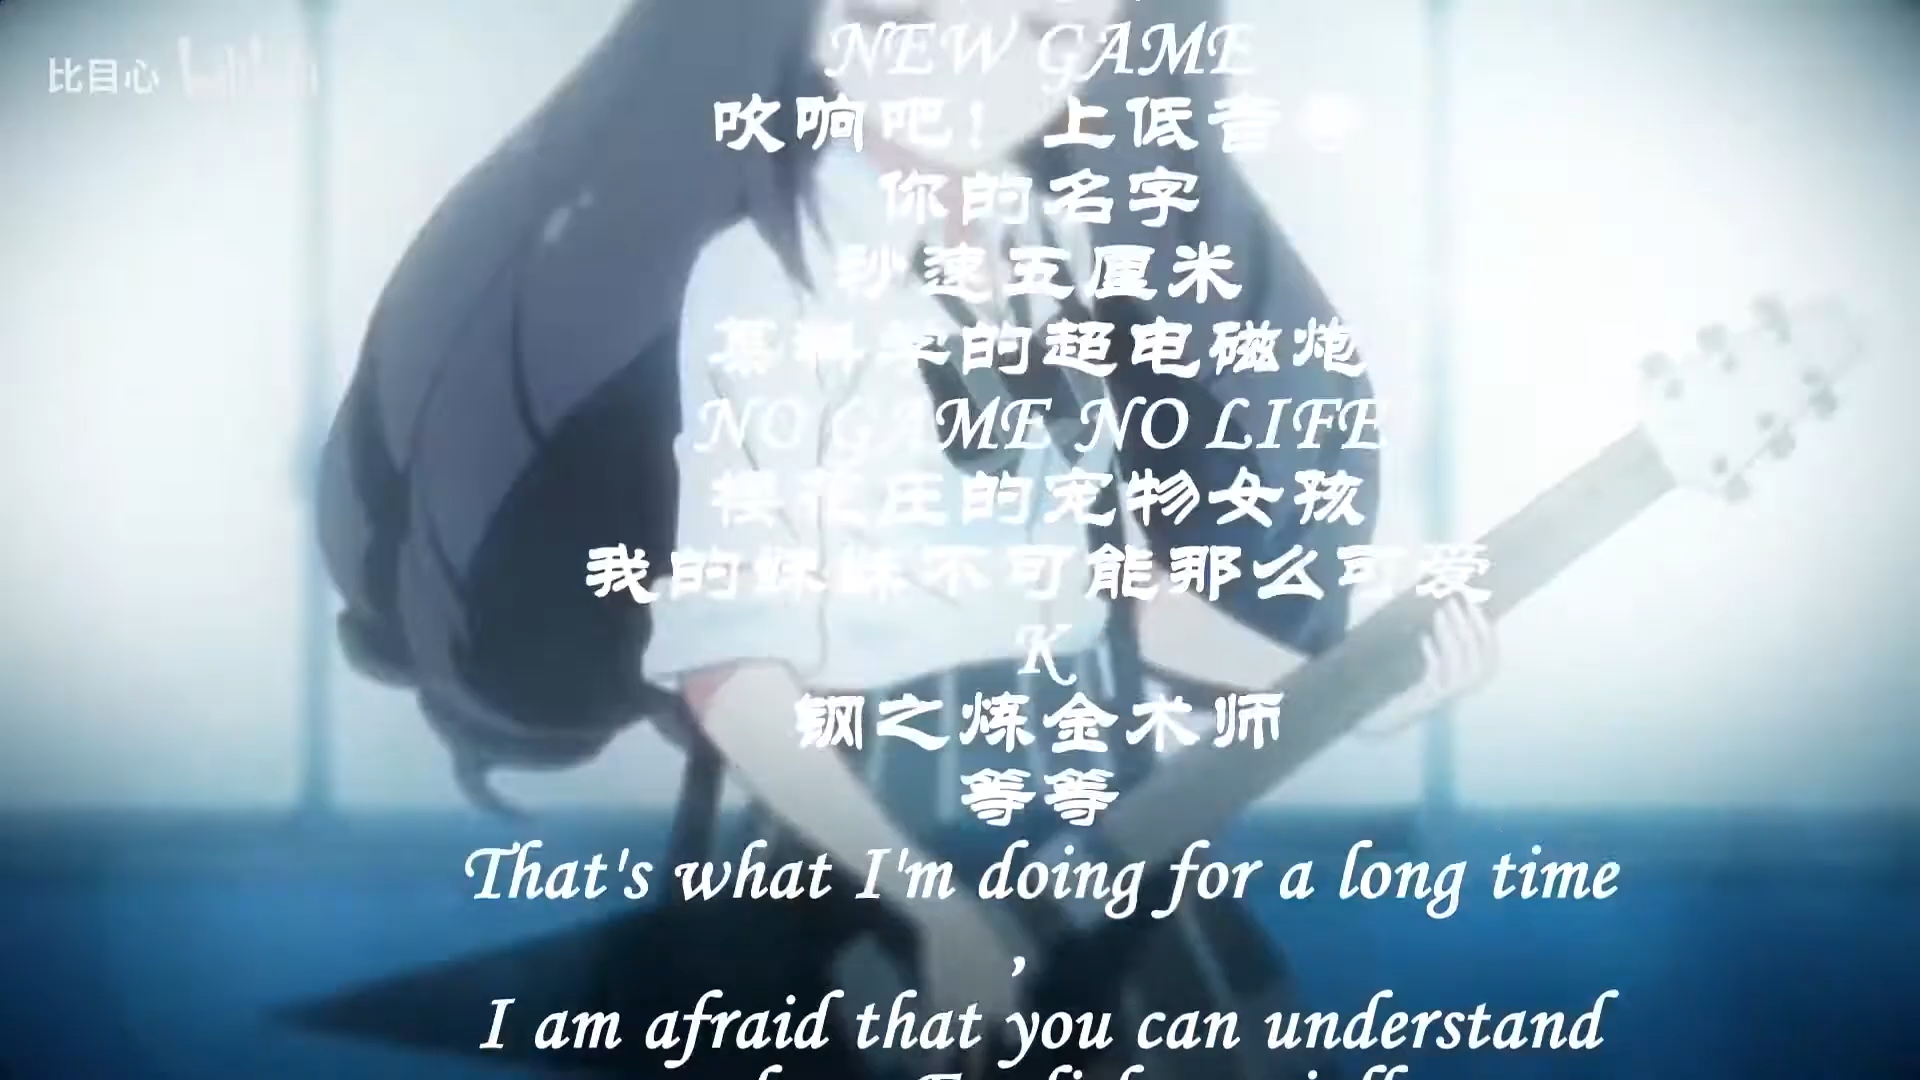 比目心 bilibili
NEW GAME
吹响吧！上低音号
你的名字
秒速五厘米
某科学的超电磁炮
NO GAME NO LIFE
樱花庄的宠物女孩
我的妹妹不可能那么可爱
K
钢之炼金术师
等等
That's what I'm doing for a long time
,
I am afraid that you can understand